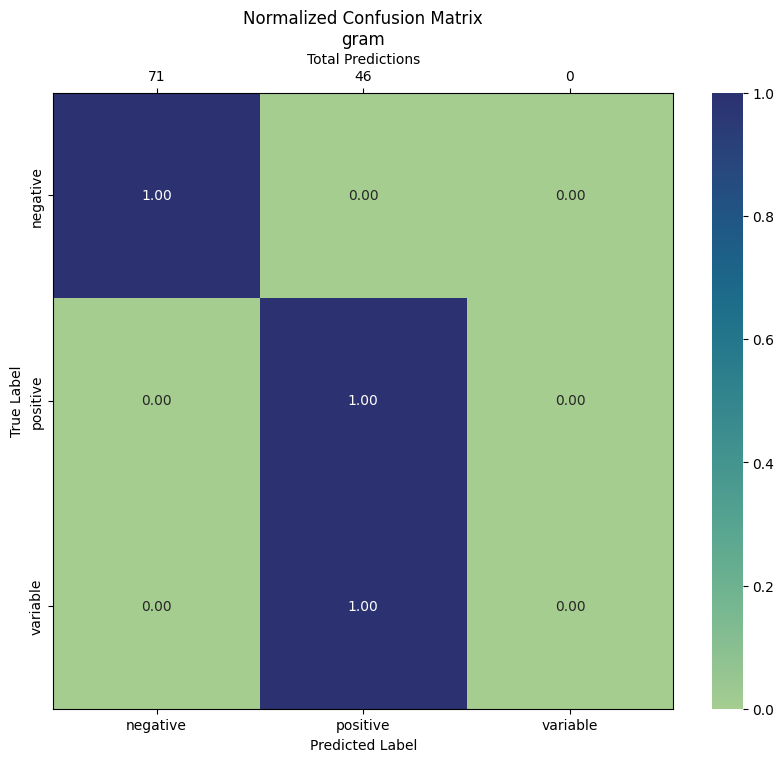 Normalized Confusion Matrix
gram
Total Predictions
71 46 0
1.0
negative 1.00 0.00 0.00
0.8
0.6
True Label
positive 0.00 1.00 0.00
0.4
0.2
variable 0.00 1.00 0.00
0.0
negative positive variable
Predicted Label